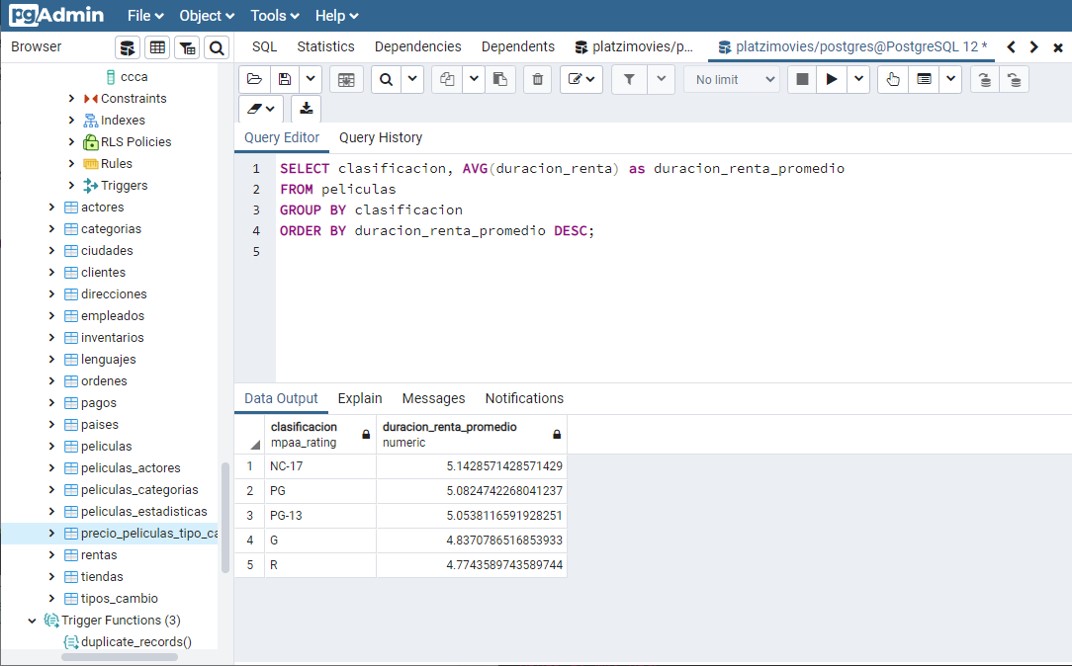 pgAdmin File Object Tools Help
Browser
SQL Statistics Dependencies Dependents platzimovies/p... platzimovies/postgres@PostgreSQL 12 *
No limit
Query Editor Query History
ccca
Constraints
Indexes
RLS Policies
Rules
Triggers
actores
categorias
ciudades
clientes
direcciones
empleados
inventarios
lenguajes
ordenes
pagos
paises
peliculas
peliculas_actores
peliculas_categorias
peliculas_estadisticas
precio_peliculas_tipo_ca
rentas
tiendas
tipos_cambio
Trigger Functions (3)
duplicate_records()
1 SELECT clasificacion, AVG(duracion_renta) as duracion_renta_promedio
2 FROM peliculas
3 GROUP BY clasificacion
4 ORDER BY duracion_renta_promedio DESC;
5
Data Output Explain Messages Notifications
clasificacion duracion_renta_promedio
mpaa_rating numeric
1 NC-17 5.1428571428571429
2 PG 5.0824742268041237
3 PG-13 5.0538116591928251
4 G 4.8370786516853933
5 R 4.7743589743589744